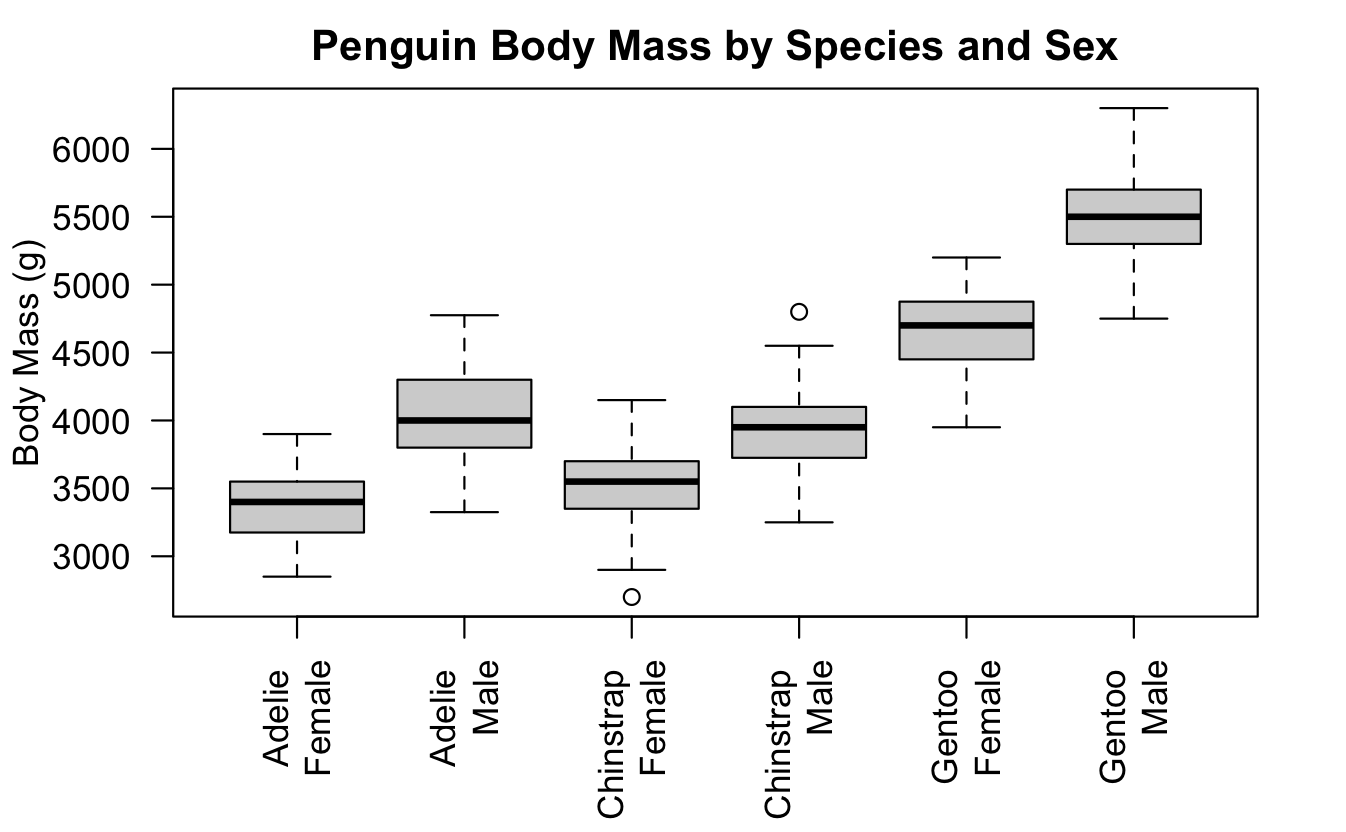 Penguin Body Mass by Species and Sex
Body Mass (g)
6000
5500
5000
4500
4000
3500
3000
Adelie
Female
Adelie
Male
Chinstrap
Female
Chinstrap
Male
Gentoo
Female
Gentoo
Male